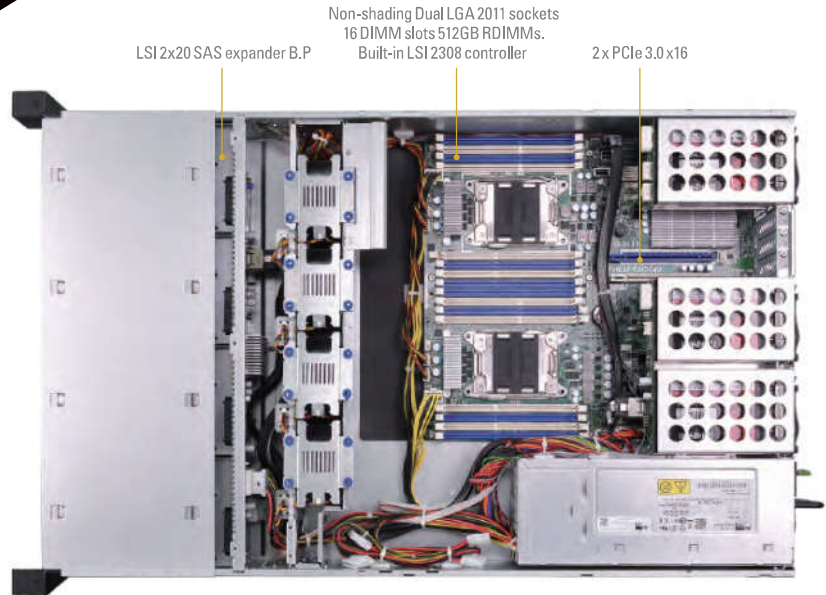 Non-shading Dual LGA 2011 sockets
16 DIMM slots 512GB RDIMMs.
LSI 2x20 SAS expander B.P
Built-in LSI 2308 controller
2 x PCIe 3.0 x16